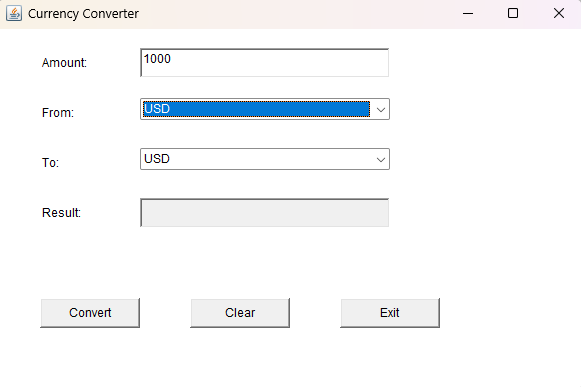 Currency Converter
Amount: 1000
From: USD
To: USD
Result:
Convert Clear Exit